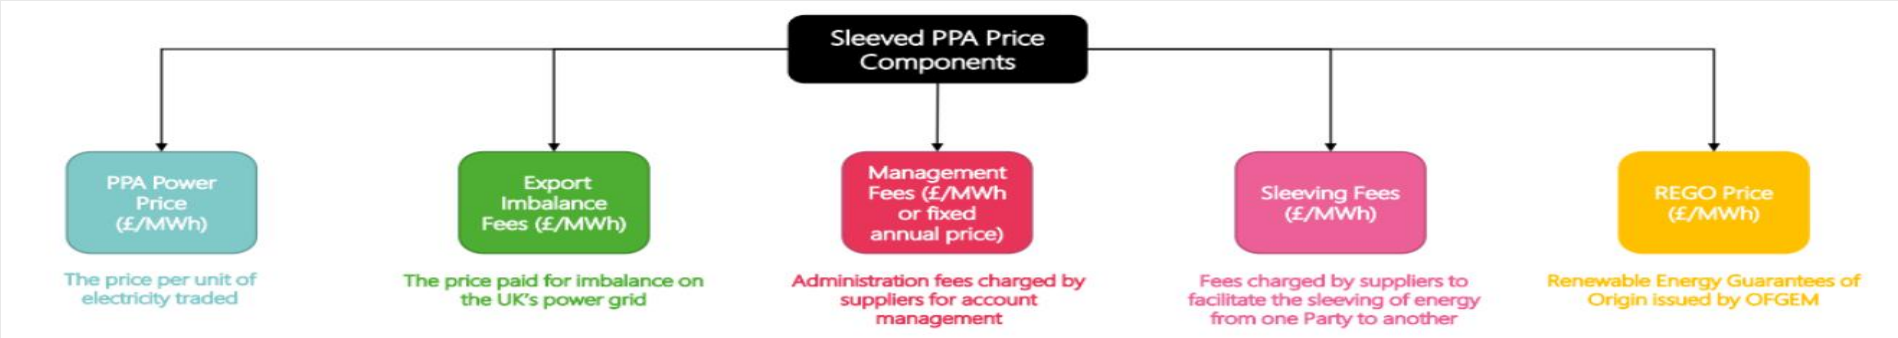 Sleeved PPA Price
Components
PPA Power
Price
(£/MWh)
The price per unit of
electricity traded
Export
Imbalance
Fees (£/MWh)
The price paid for imbalance on
the UK's power grid
Management
Fees (£/MWh
or fixed
annual price)
Administration fees charged by
suppliers for account
management
Sleeving Fees
(£/MWh)
Fees charged by suppliers to
facilitate the sleeving of energy
from one Party to another
REGO Price
(£/MWh)
Renewable Energy Guarantees of
Origin issued by OFGEM